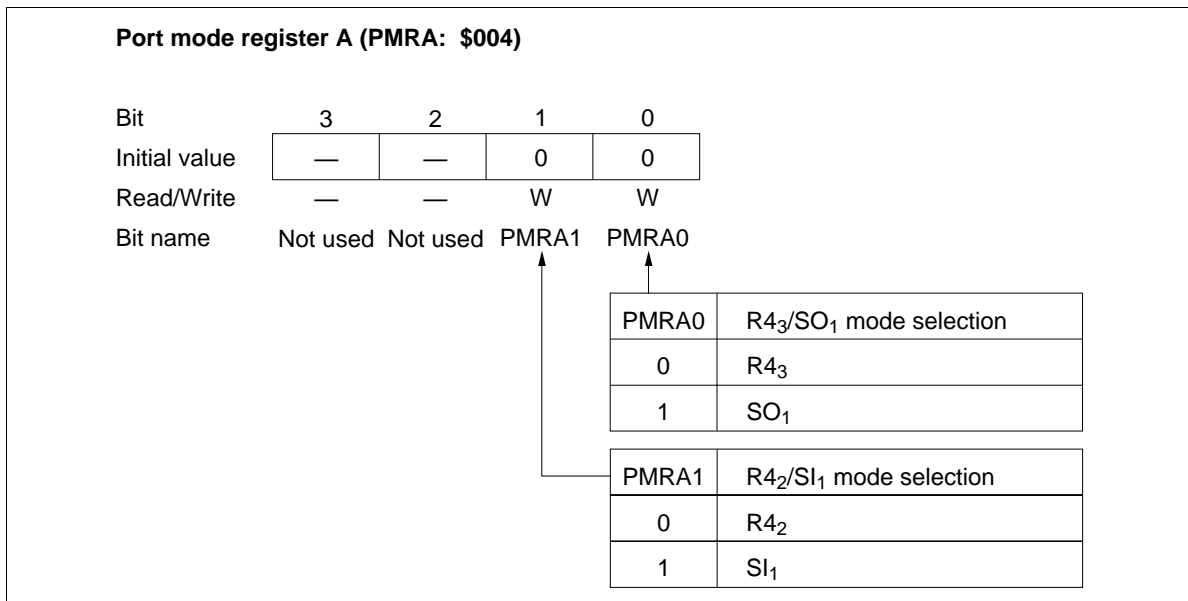 Port mode register A (PMRA: $004)
Bit 3 2 1 0
Initial value — — 0 0
Read/Write — — W W
Bit name Not used Not used PMRA1 PMRA0
PMRA0 R4₃/SO₁ mode selection
0 R4₃
1 SO₁
PMRA1 R4₂/SI₁ mode selection
0 R4₂
1 SI₁